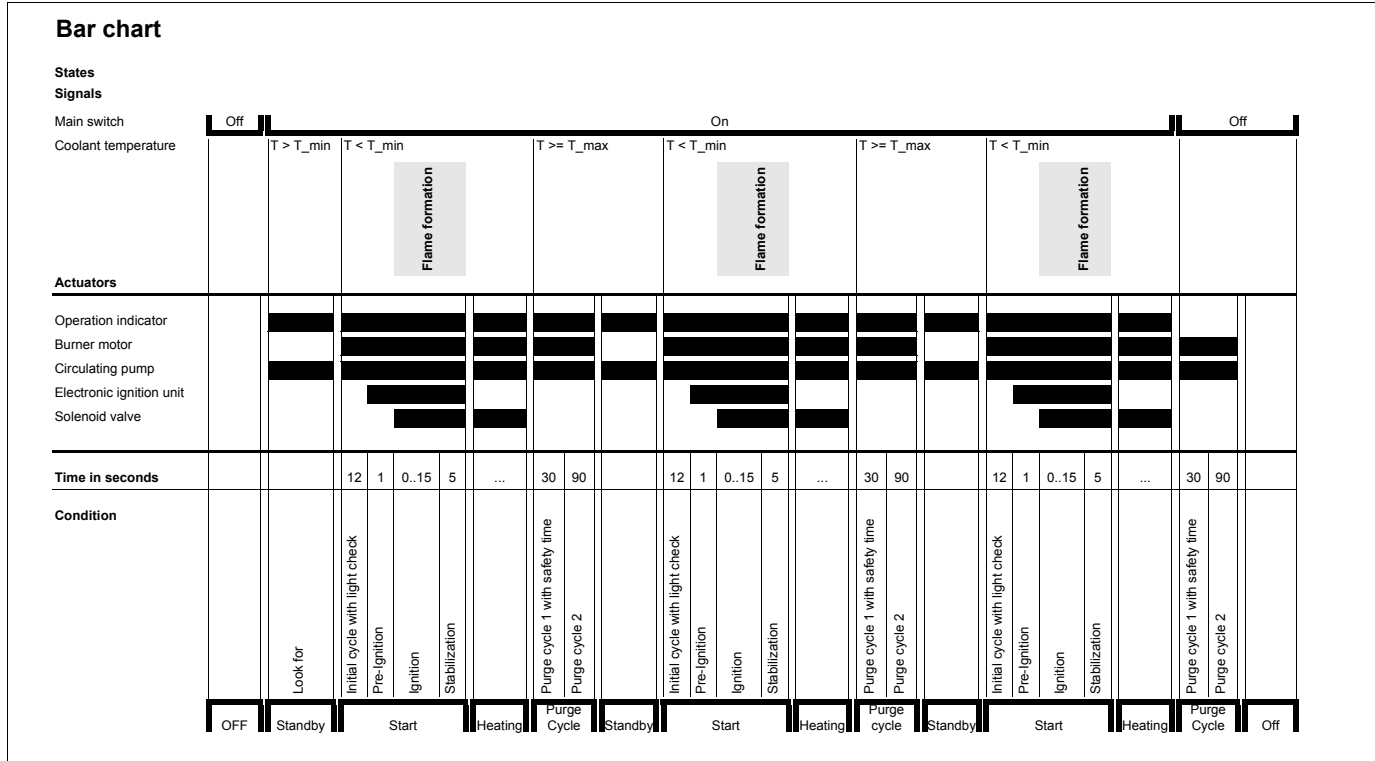 Bar chart
States
Signals
Main switch Off On Off
Coolant temperature T > T_min T < T_min T >= T_max T < T_min T >= T_max T < T_min
Flame formation Flame formation Flame formation
Actuators
Operation indicator
Burner motor
Circulating pump
Electronic ignition unit
Solenoid valve
Time in seconds 12 1 0..15 5 ... 30 90 12 1 0..15 5 ... 30 90 12 1 0..15 5 ... 30 90
Condition
Look for
Initial cycle with light check
Pre-Ignition
Ignition
Stabilization
Purge cycle 1 with safety time
Purge cycle 2
Initial cycle with light check
Pre-Ignition
Ignition
Stabilization
Purge cycle 1 with safety time
Purge cycle 2
Initial cycle with light check
Pre-Ignition
Ignition
Stabilization
Purge cycle 1 with safety time
Purge cycle 2
OFF Standby Start Heating Purge Cycle Standby Start Heating Purge cycle Standby Start Heating Purge Cycle Off